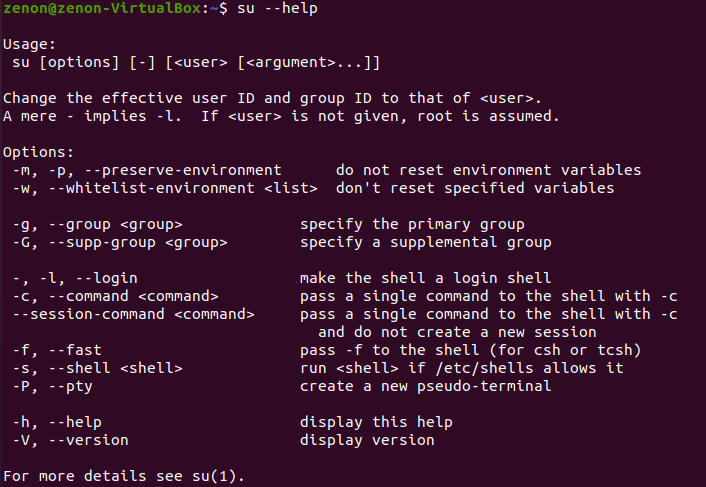 zenon@zenon-VirtualBox:~$ su --help
Usage:
su [options] [-] [<user> [<argument>...]]
Change the effective user ID and group ID to that of <user>.
A mere - implies -l.  If <user> is not given, root is assumed.
Options:
-m, -p, --preserve-environment      do not reset environment variables
-w, --whitelist-environment <list>  don't reset specified variables
-g, --group <group>             specify the primary group
-G, --supp-group <group>        specify a supplemental group
-, -l, --login                  make the shell a login shell
-c, --command <command>         pass a single command to the shell with -c
--session-command <command>     pass a single command to the shell with -c
and do not create a new session
-f, --fast                      pass -f to the shell (for csh or tcsh)
-s, --shell <shell>             run <shell> if /etc/shells allows it
-P, --pty                       create a new pseudo-terminal
-h, --help                      display this help
-V, --version                   display version
For more details see su(1).